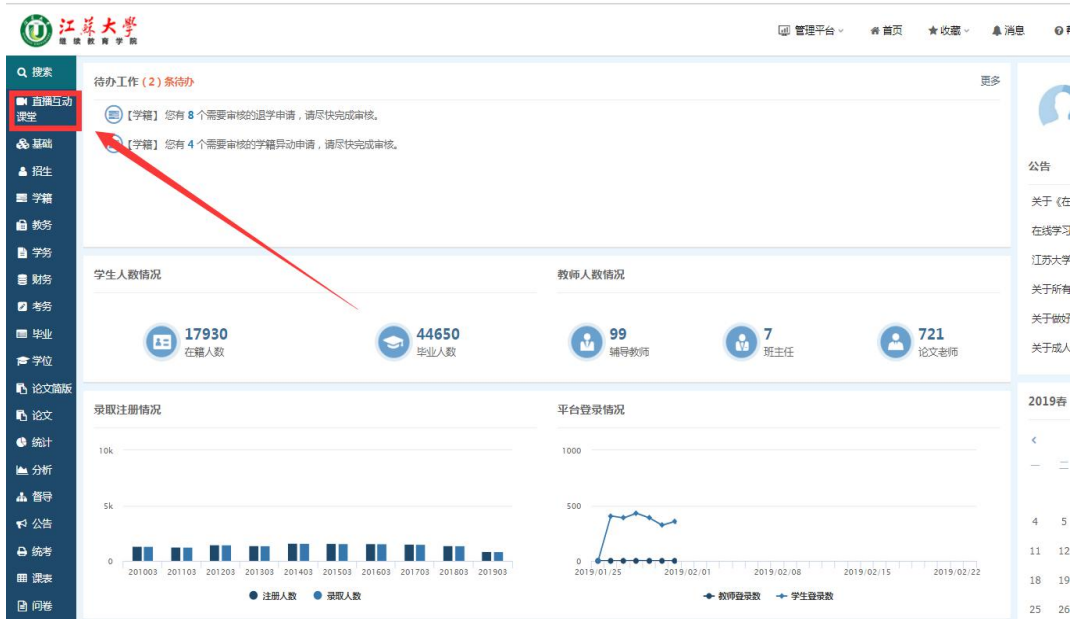 江苏大學
继续教育学院
管理平台
首页
收藏
消息
搜索
直播互动
课堂
基础
招生
学籍
教务
学务
财务
考务
毕业
学位
论文简版
论文
统计
分析
督导
公告
统考
课表
问卷
待办工作（2）条待办
更多
【学籍】 您有 8 个需要审核的退学申请，请尽快完成审核。
【学籍】 您有 4 个需要审核的学籍异动申请，请尽快完成审核。
学生人数情况
17930
在籍人数
44650
毕业人数
教师人数情况
99
辅导教师
7
班主任
721
论文老师
录取注册情况
10k
5k
0
201003 201103 201203 201303 201403 201503 201603 201703 201803 201903
注册人数 录取人数
平台登录情况
1000
500
0
2019/01/25 2019/02/01 2019/02/08 2019/02/15 2019/02/22
教师登录数 学生登录数
公告
关于《在
在线学习
江苏大学
关于所有
关于做好
关于成人
2019春
一 二
4 5
11 12
18 19
25 26